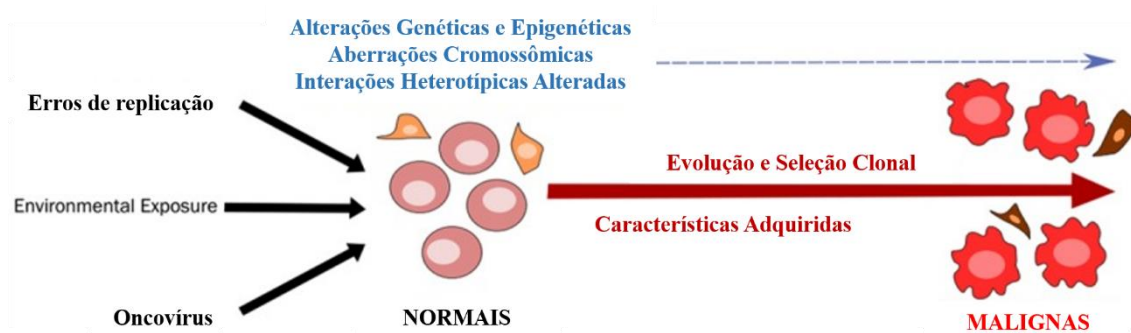 Alterações Genéticas e Epigenéticas
Aberrações Cromossômicas
Interações Heterotípicas Alteradas
Erros de replicação
Environmental Exposure
Oncovírus
NORMAIS
Evolução e Seleção Clonal
Características Adquiridas
MALIGNAS